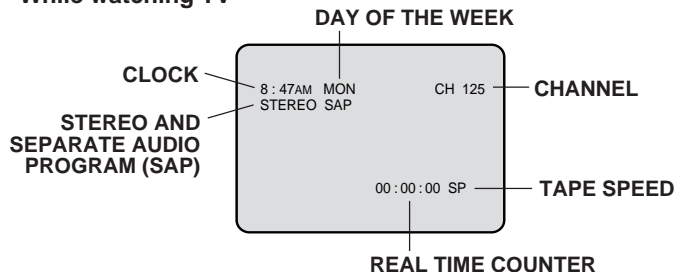 While watching TV
DAY OF THE WEEK
CLOCK
8:47AM MON
CH 125
CHANNEL
STEREO SAP
STEREO AND
SEPARATE AUDIO
PROGRAM (SAP)
00:00:00 SP
TAPE SPEED
REAL TIME COUNTER